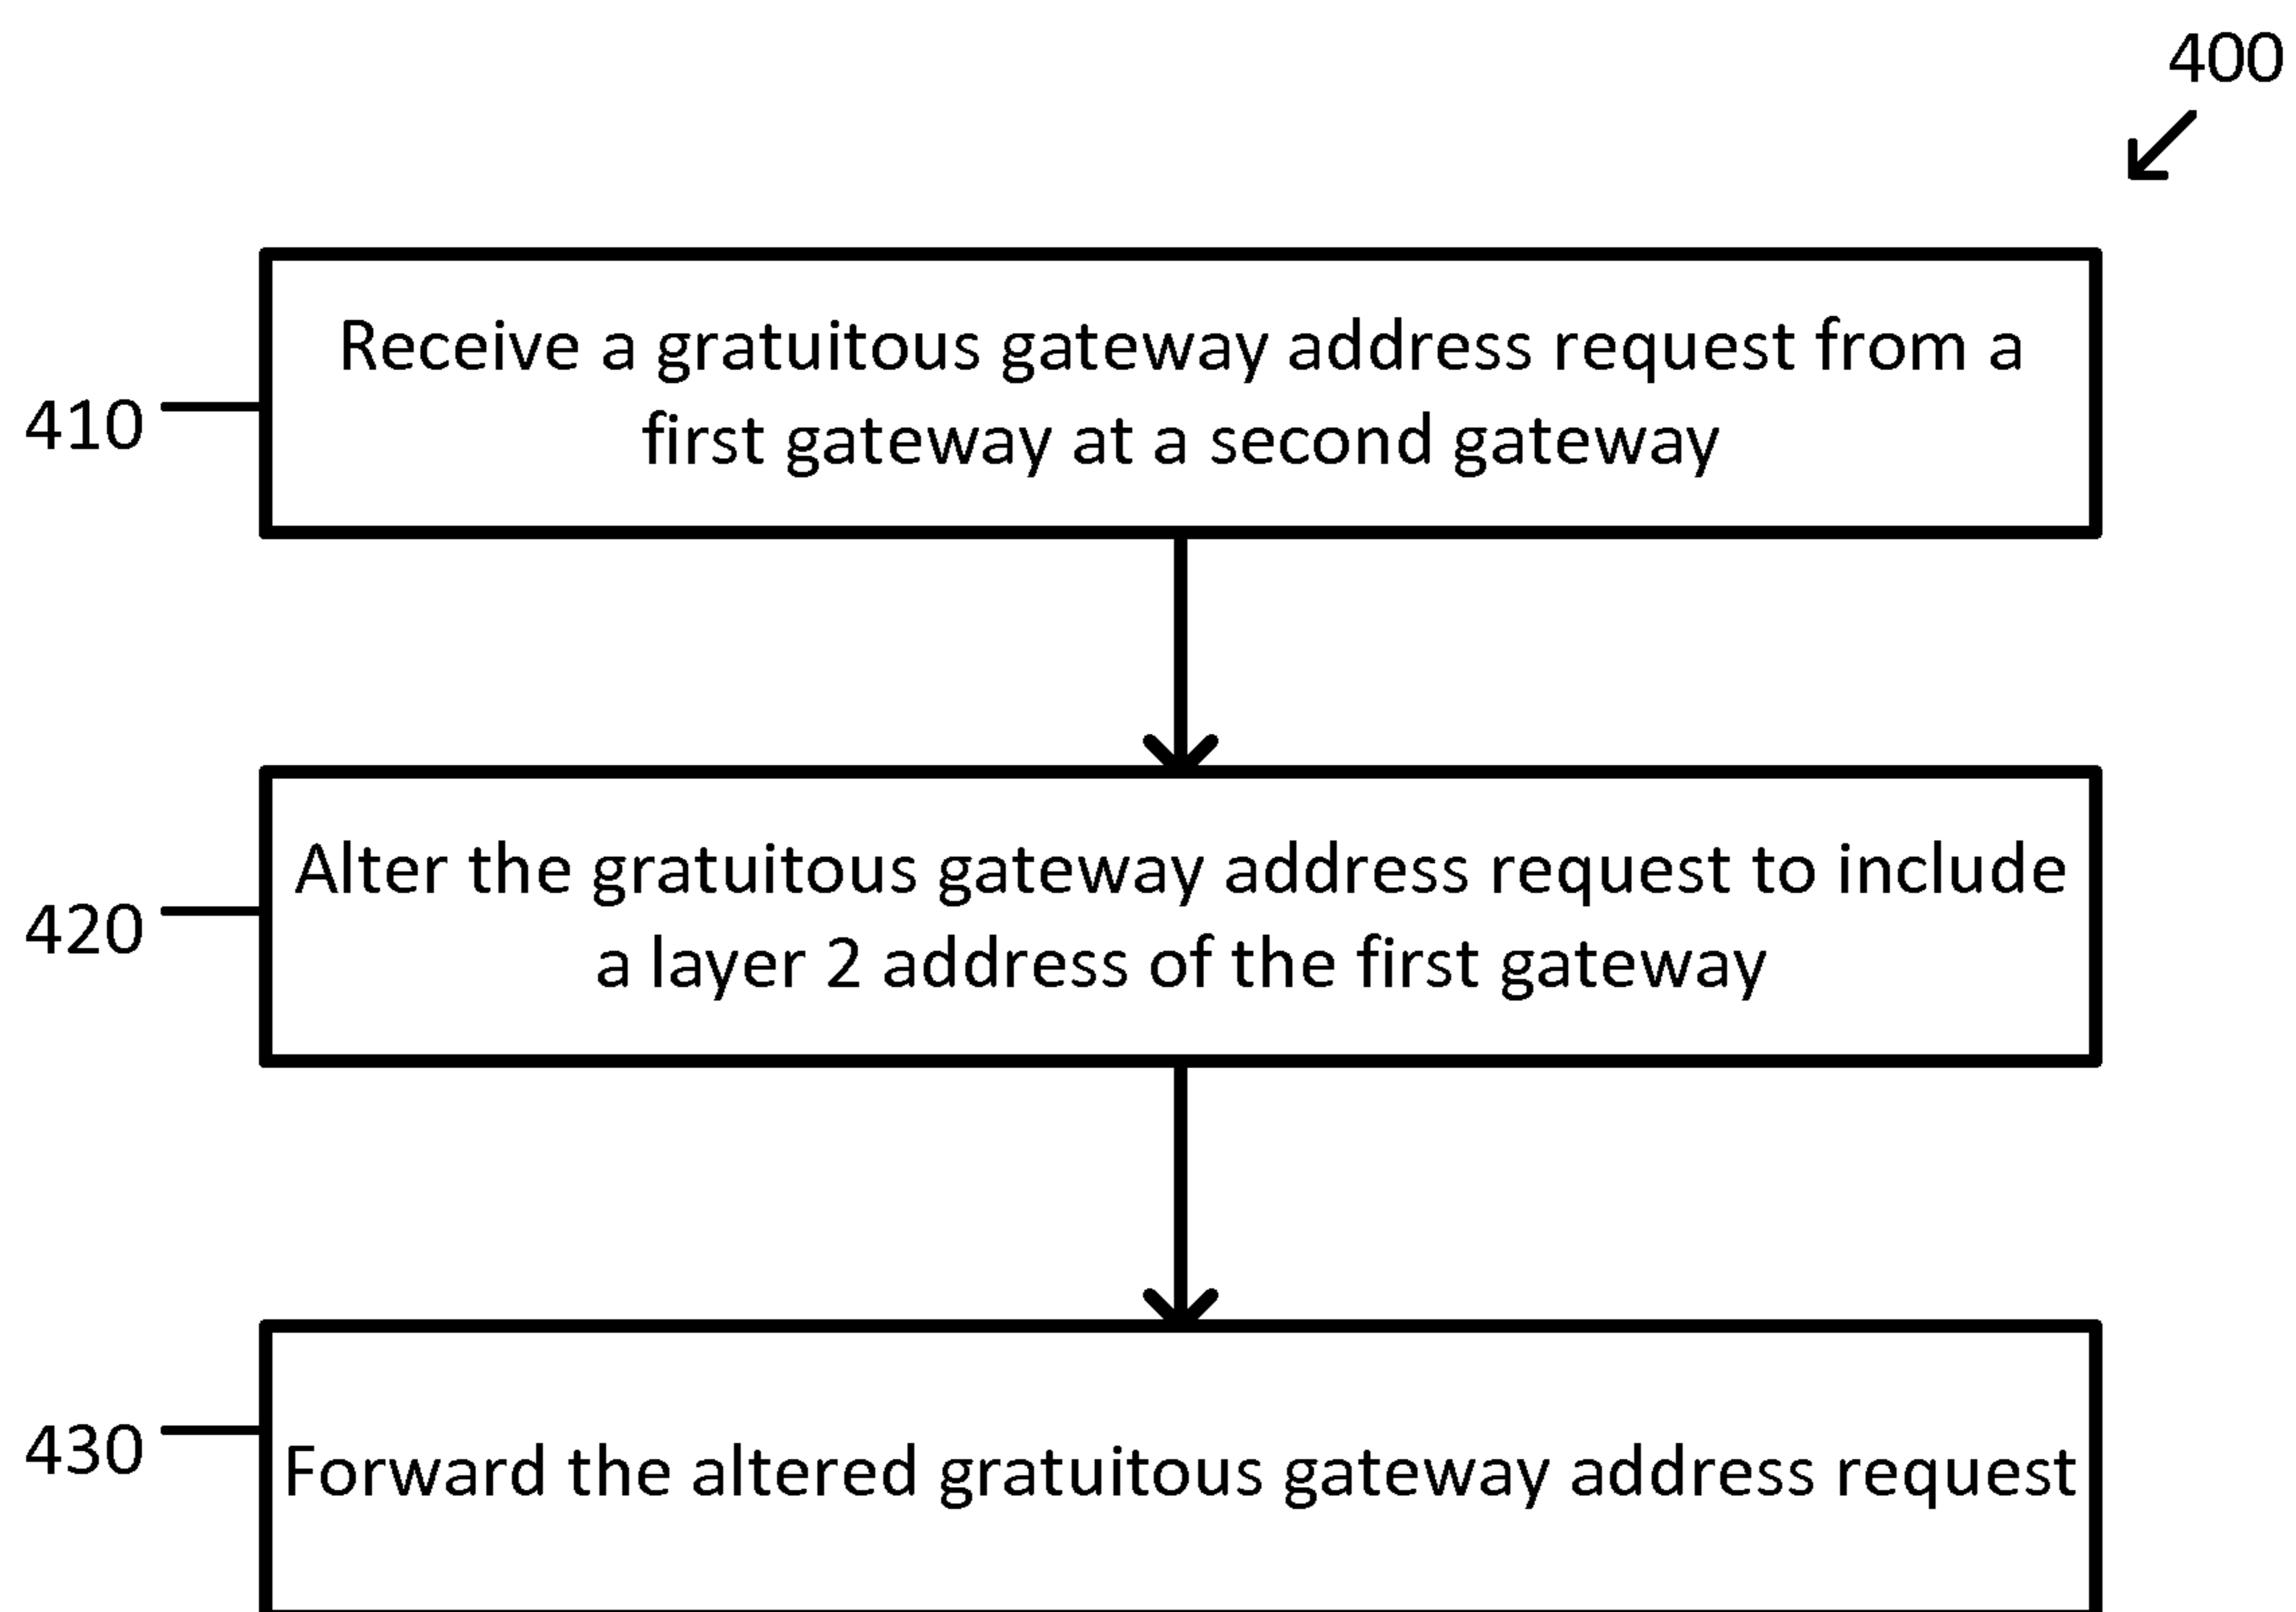 400
Receive a gratuitous gateway address request from a
first gateway at a second gateway
410
Alter the gratuitous gateway address request to include
a layer 2 address of the first gateway
420
Forward the altered gratuitous gateway address request
430